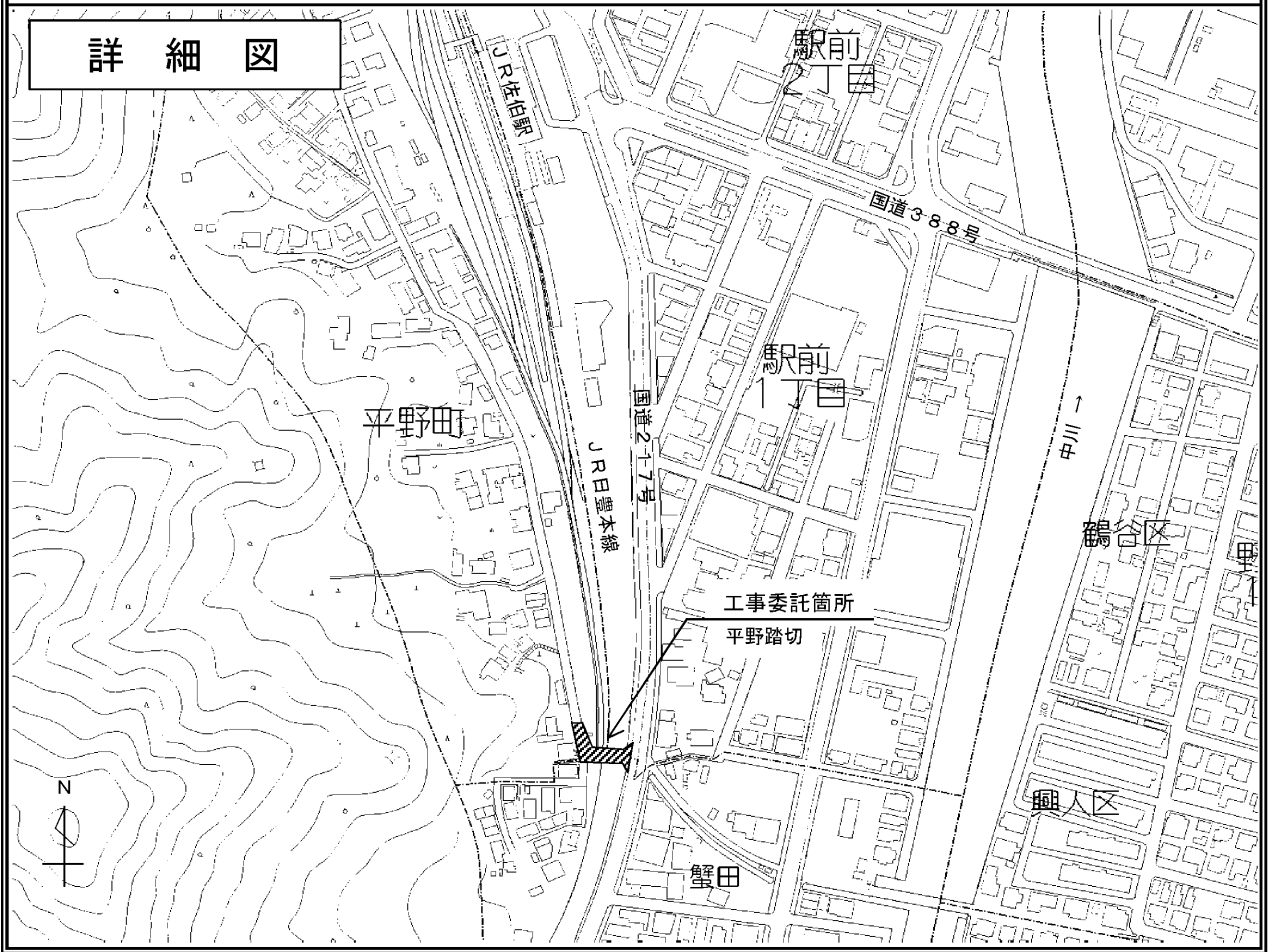 詳細図
駅前
2丁目
JR佐伯駅
国道388号
駅前
1丁目
平野町
国道217号
JR日豊本線
中川→
鶴谷区
野
1
工事委託箇所
平野踏切
N
興人区
蟹田